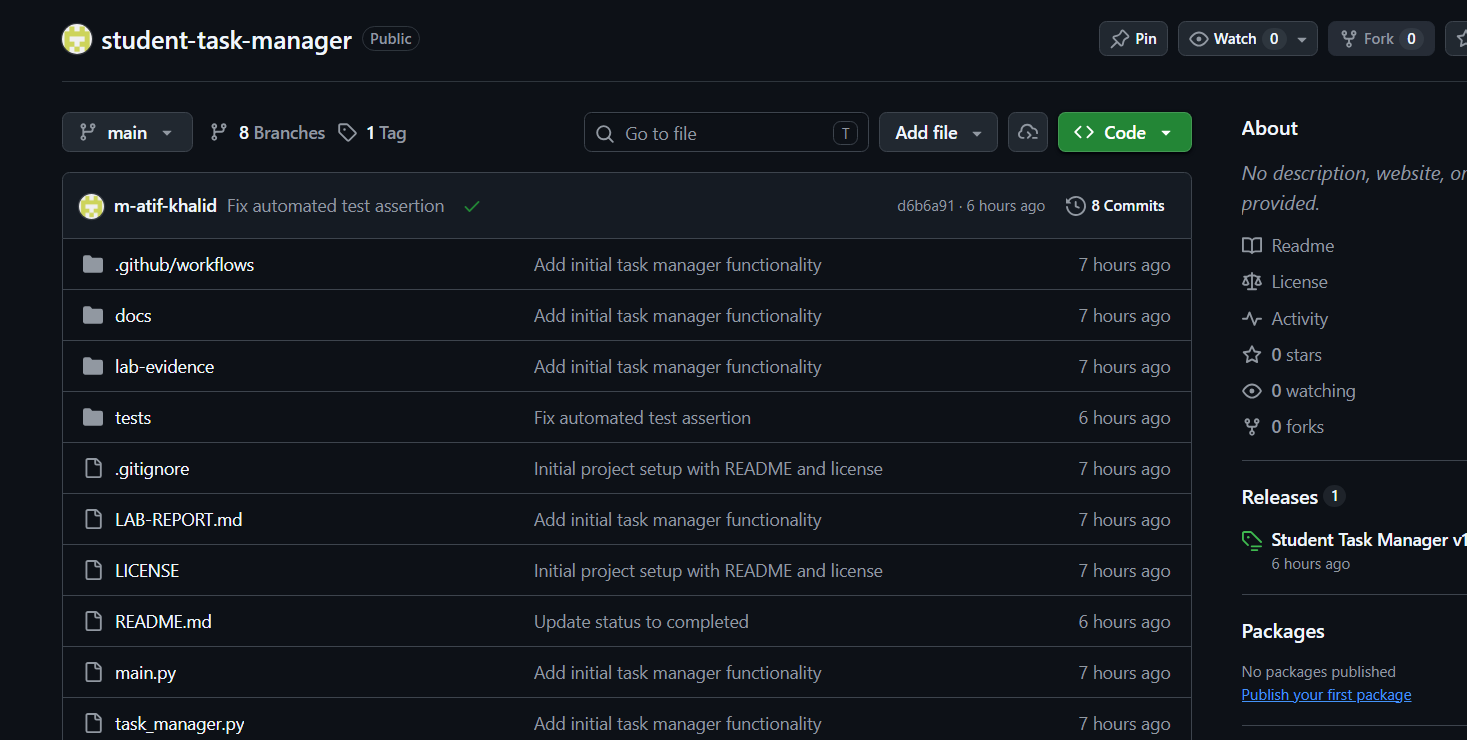 student-task-manager Public
Pin
Watch 0
Fork 0
main
8 Branches
1 Tag
Go to file
T
Add file
Code
m-atif-khalid Fix automated test assertion
d6b6a91 · 6 hours ago
8 Commits
.github/workflows Add initial task manager functionality 7 hours ago
docs Add initial task manager functionality 7 hours ago
lab-evidence Add initial task manager functionality 7 hours ago
tests Fix automated test assertion 6 hours ago
.gitignore Initial project setup with README and license 7 hours ago
LAB-REPORT.md Add initial task manager functionality 7 hours ago
LICENSE Initial project setup with README and license 7 hours ago
README.md Update status to completed 6 hours ago
main.py Add initial task manager functionality 7 hours ago
task_manager.py Add initial task manager functionality 7 hours ago
About
No description, website, or
provided.
Readme
License
Activity
0 stars
0 watching
0 forks
Releases 1
Student Task Manager v1
6 hours ago
Packages
No packages published
Publish your first package